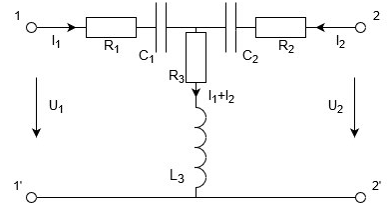 1 2
I₁ R₁ C₁ C₂ R₂ I₂
R₃
I₁+I₂
U₁ U₂
L₃
1' 2'